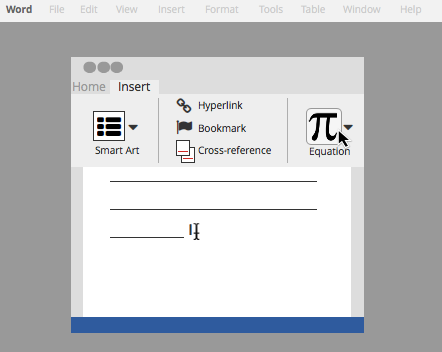 Word File Edit View Insert Format Tools Table Window Help
Home Insert
Hyperlink
Bookmark
Cross-reference
Smart Art
π
Equation